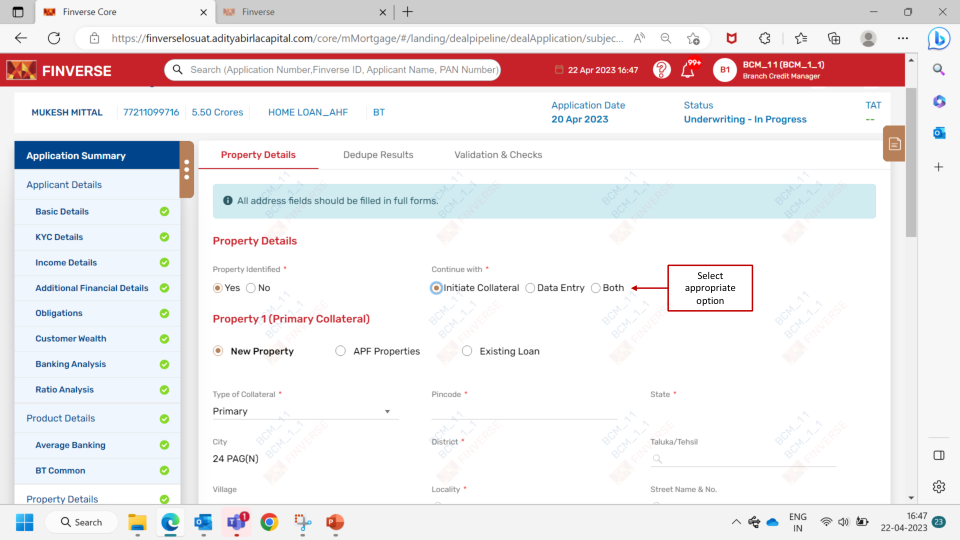 Finverse Core
Finverse
https://finverselosuat.adityabirlacapital.com/core/mMortgage/#/landing/dealpipeline/dealApplication/subjec...
FINVERSE
Search (Application Number,Finverse ID, Applicant Name, PAN Number)
22 Apr 2023 16:47
99+
B1
BCM_1 1 (BCM_1_1)
Branch Credit Manager
MUKESH MITTAL
77211099716
5.50 Crores
HOME LOAN_AHF
BT
Application Date
20 Apr 2023
Status
Underwriting - In Progress
TAT
--
Application Summary
Applicant Details
Basic Details
KYC Details
Income Details
Additional Financial Details
Obligations
Customer Wealth
Banking Analysis
Ratio Analysis
Product Details
Average Banking
BT Common
Property Details
Property Details
Dedupe Results
Validation & Checks
All address fields should be filled in full forms.
Property Details
Property Identified *
Yes
No
Continue with *
Initiate Collateral
Data Entry
Both
Select
appropriate
option
Property 1 (Primary Collateral)
New Property
APF Properties
Existing Loan
Type of Collateral *
Primary
Pincode *
State *
City
24 PAG(N)
District *
Taluka/Tehsil
Village
Locality *
Street Name & No.
Search
1
ENG
IN
16:47
22-04-2023
23